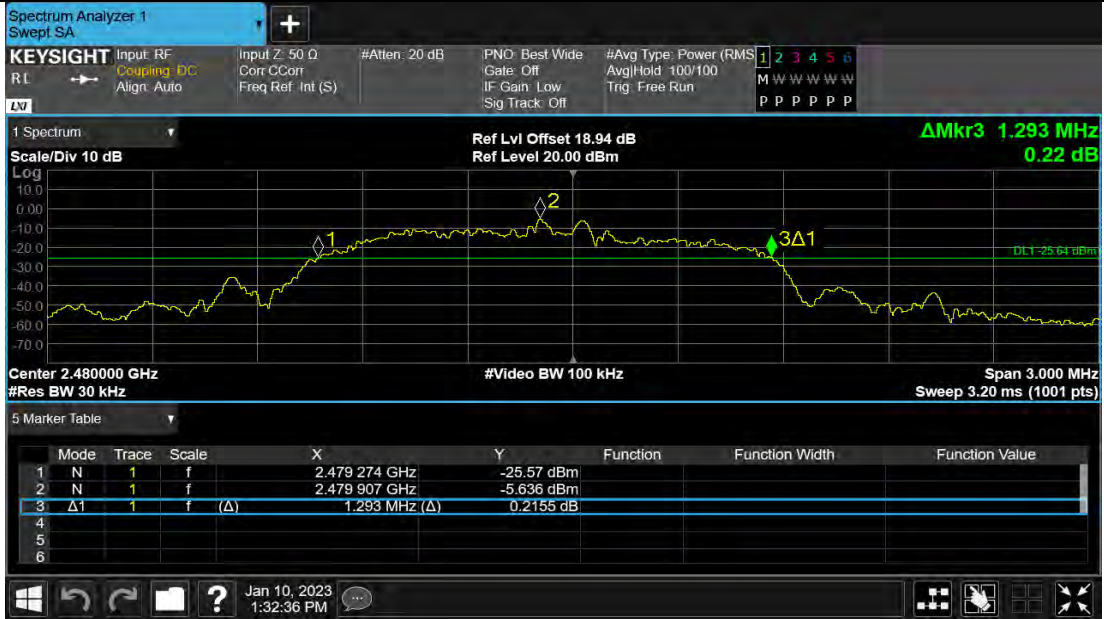 Spectrum Analyzer 1
Swept SA
+
KEYSIGHT Input: RF Input Z: 50 Ω #Atten: 20 dB PNO: Best Wide #Avg Type: Power (RMS 1 2 3 4 5 6
RL Coupling: DC Corr CCorr Gate: Off Avg|Hold: 100/100 M W W W W W
Align: Auto Freq Ref: Int (S) IF Gain: Low Trig: Free Run
LXI Sig Track: Off P P P P P P
1 Spectrum ΔMkr3 1.293 MHz
Ref Lvl Offset 18.94 dB
Scale/Div 10 dB Ref Level 20.00 dBm 0.22 dB
Log
10.0
0.00 2
-10.0
1 3Δ1
-20.0 DL1 -25.64 dBm
-30.0
-40.0
-50.0
-60.0
-70.0
Center 2.480000 GHz #Video BW 100 kHz Span 3.000 MHz
#Res BW 30 kHz Sweep 3.20 ms (1001 pts)
5 Marker Table
Mode Trace Scale X Y Function Function Width Function Value
1 N 1 f 2.479 274 GHz -25.57 dBm
2 N 1 f 2.479 907 GHz -5.636 dBm
3 Δ1 1 f (Δ) 1.293 MHz (Δ) 0.2155 dB
4
5
6
? Jan 10, 2023
1:32:36 PM